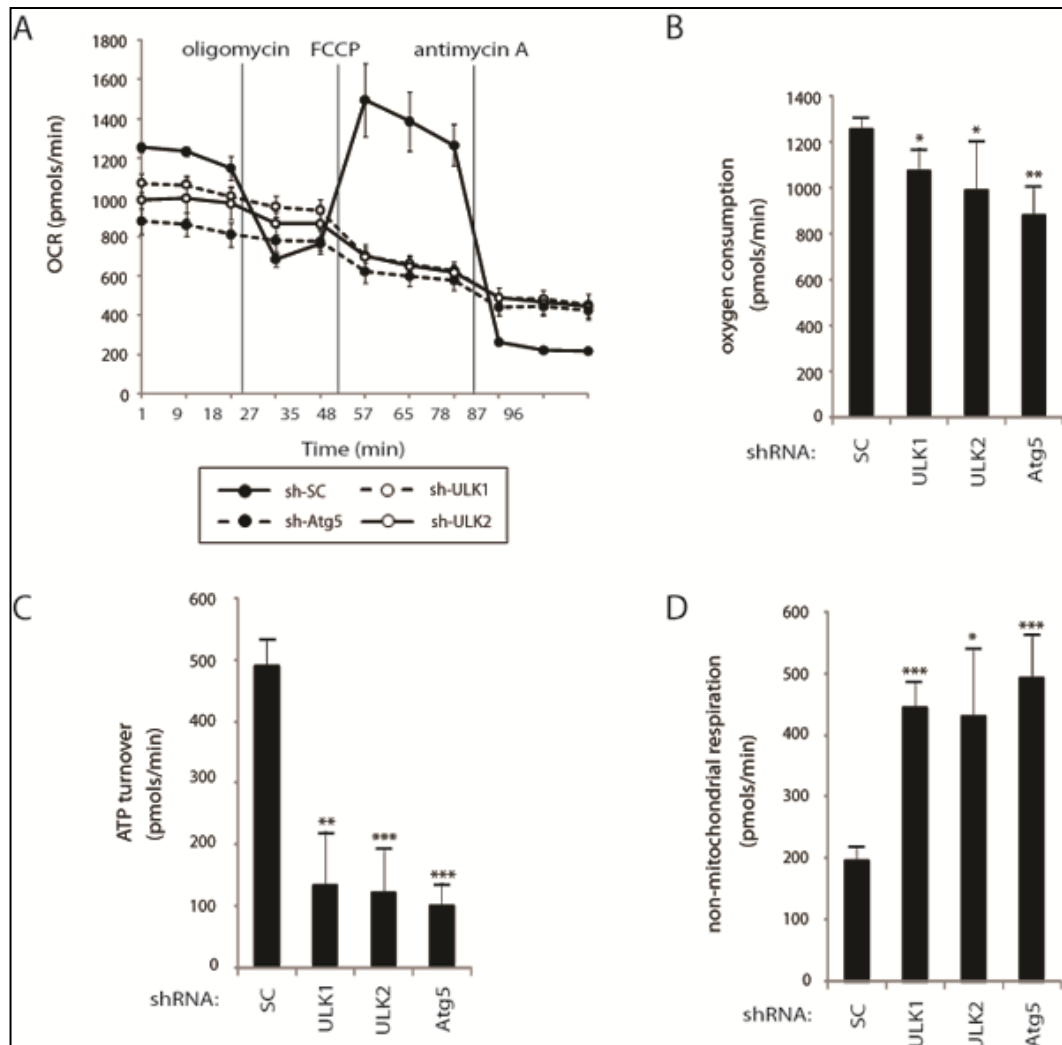 A
oligomycin FCCP antimycin A
1800
1600
1400
1200
1000
800
600
400
200
0
OCR (pmols/min)
1 9 18 27 35 48 57 65 78 87 96
Time (min)
sh-SC sh-ULK1
sh-Atg5 sh-ULK2
B
1400
1200
1000
800
600
400
200
0
oxygen consumption
(pmols/min)
* * **
shRNA: SC ULK1 ULK2 Atg5
C
600
500
400
300
200
100
0
ATP turnover
(pmols/min)
** *** ***
shRNA: SC ULK1 ULK2 Atg5
D
600
500
400
300
200
100
0
non-mitochondrial respiration
(pmols/min)
*** * ***
shRNA: SC ULK1 ULK2 Atg5